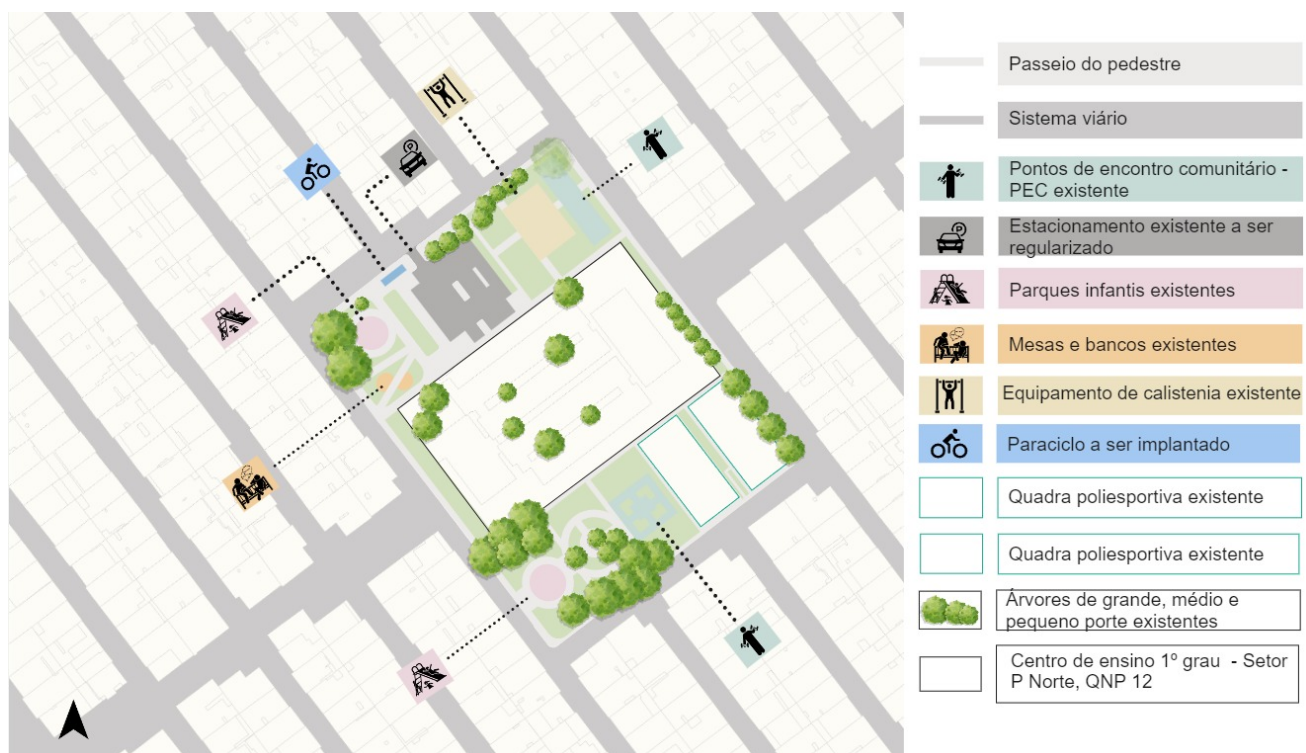 Passeio do pedestre
Sistema viário
Pontos de encontro comunitário -
PEC existente
Estacionamento existente a ser
regularizado
Parques infantis existentes
Mesas e bancos existentes
Equipamento de calistenia existente
Paraciclo a ser implantado
Quadra poliesportiva existente
Quadra poliesportiva existente
Árvores de grande, médio e
pequeno porte existentes
Centro de ensino 1º grau - Setor
P Norte, QNP 12